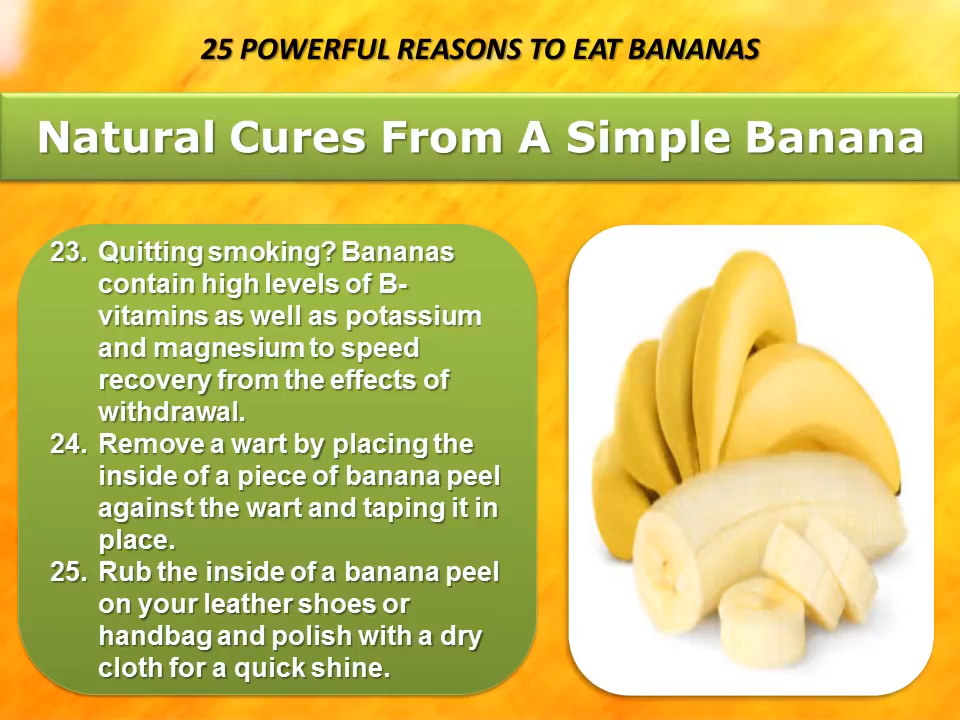 25 POWERFUL REASONS TO EAT BANANAS
Natural Cures From A Simple Banana
23. Quitting smoking? Bananas
contain high levels of B-
vitamins as well as potassium
and magnesium to speed
recovery from the effects of
withdrawal.
24. Remove a wart by placing the
inside of a piece of banana peel
against the wart and taping it in
place.
25. Rub the inside of a banana peel
on your leather shoes or
handbag and polish with a dry
cloth for a quick shine.